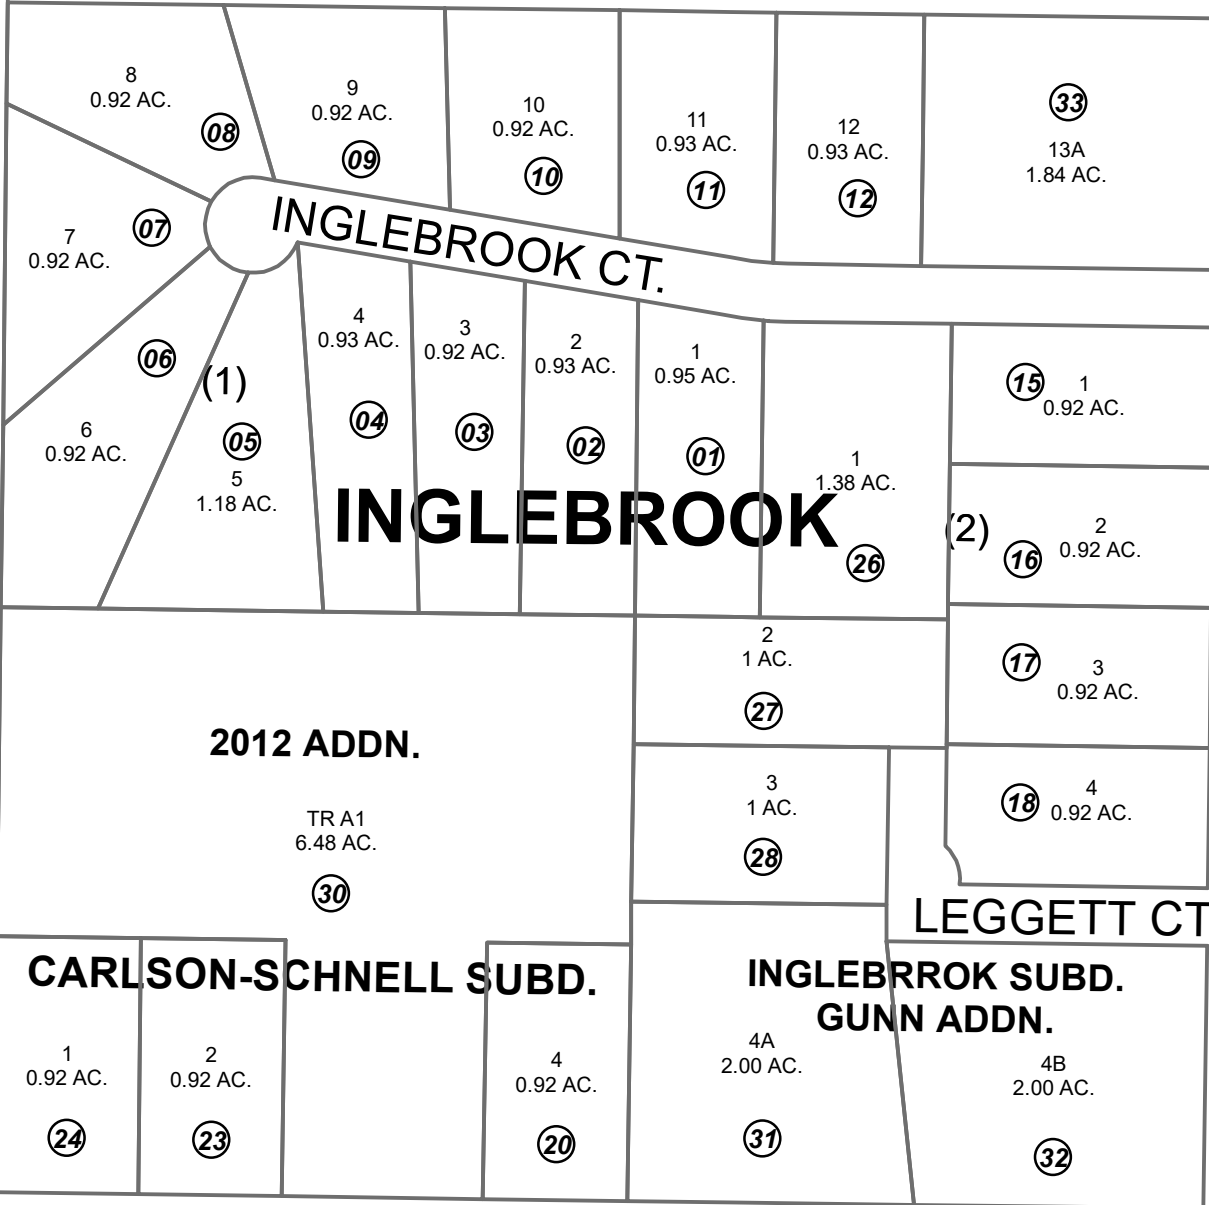 8
0.92 AC.
08
9
0.92 AC.
09
10
0.92 AC.
10
11
0.93 AC.
11
12
0.93 AC.
12
33
13A
1.84 AC.
7
0.92 AC.
07
INGLEBROOK CT.
6
0.92 AC.
06
(1)
05
5
1.18 AC.
4
0.93 AC.
04
3
0.92 AC.
03
2
0.93 AC.
02
1
0.95 AC.
01
1
1.38 AC.
26
INGLEBROOK
15
1
0.92 AC.
(2)
2
0.92 AC.
16
17
3
0.92 AC.
18
4
0.92 AC.
2
1 AC.
27
3
1 AC.
28
2012 ADDN.
TR A1
6.48 AC.
30
LEGGETT CT
CARLSON-SCHNELL SUBD.
INGLEBRROK SUBD.
GUNN ADDN.
1
0.92 AC.
24
2
0.92 AC.
23
4
0.92 AC.
20
4A
2.00 AC.
31
4B
2.00 AC.
32